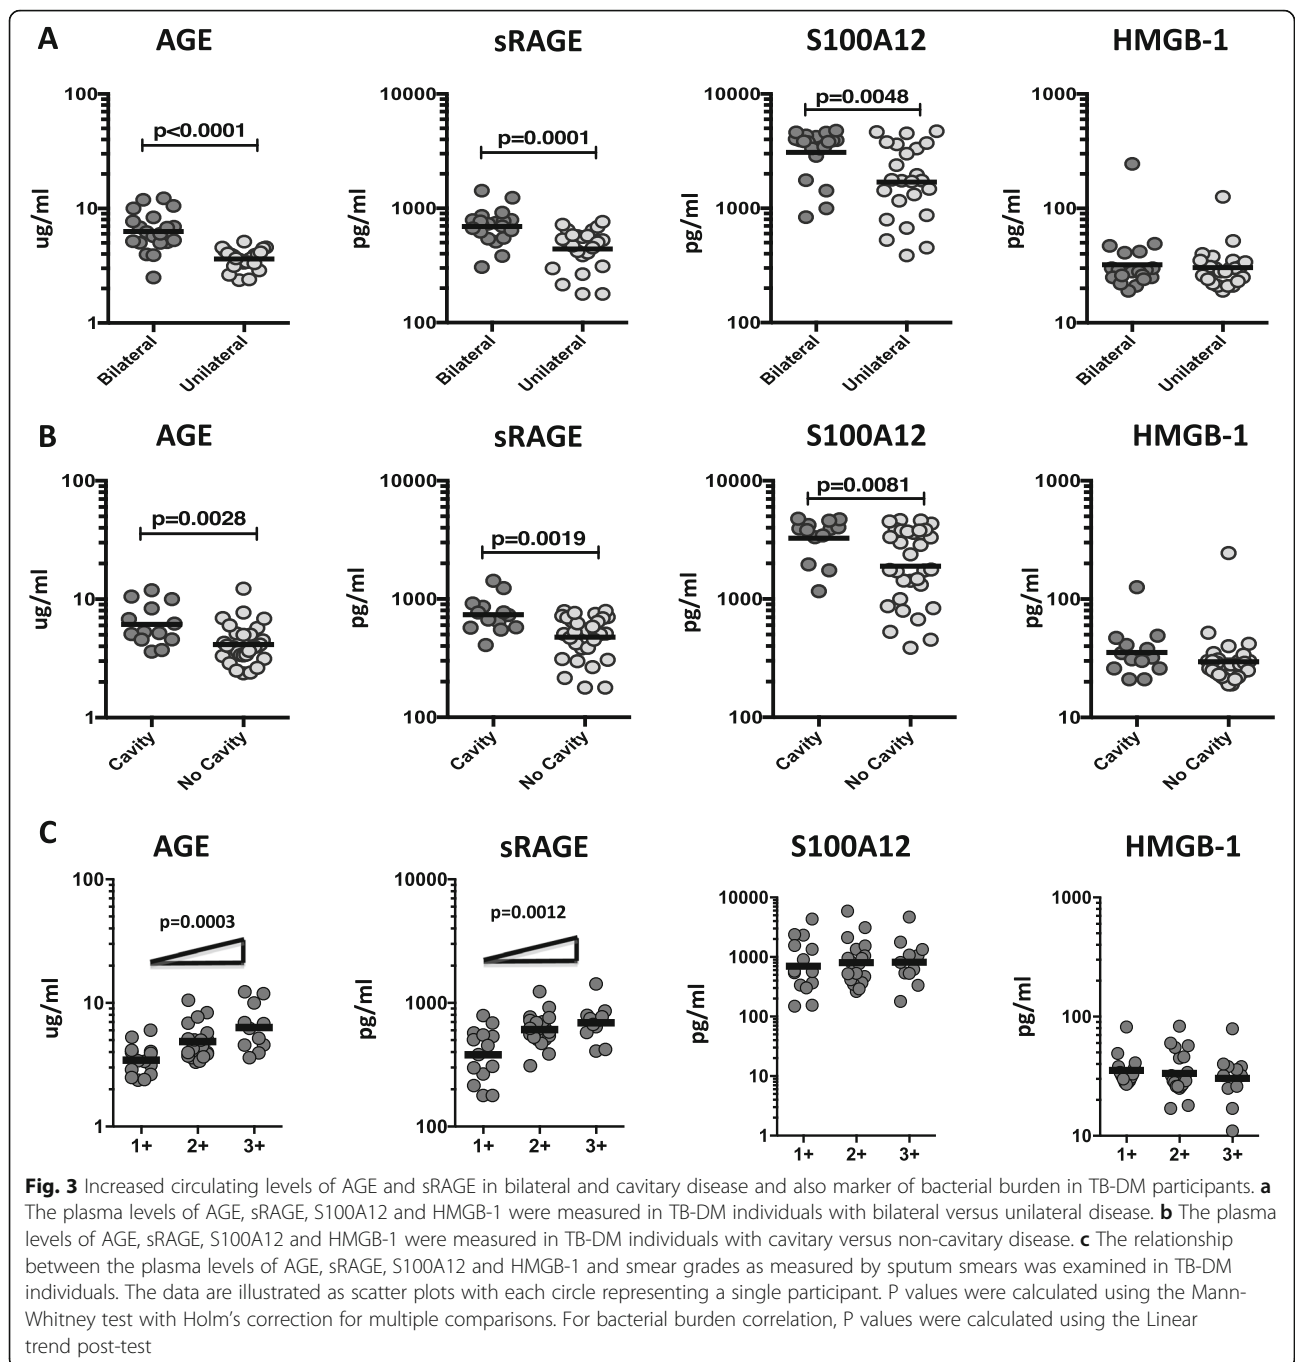 A
AGE
sRAGE
S100A12
HMGB-1
100
10
1
ug/ml
p<0.0001
Bilateral
Unilateral
10000
1000
100
pg/ml
p=0.0001
Bilateral
Unilateral
10000
1000
100
pg/ml
p=0.0048
Bilateral
Unilateral
1000
100
10
pg/ml
Bilateral
Unilateral
B
AGE
sRAGE
S100A12
HMGB-1
100
10
1
ug/ml
p=0.0028
Cavity
No Cavity
10000
1000
100
pg/ml
p=0.0019
Cavity
No Cavity
10000
1000
100
pg/ml
p=0.0081
Cavity
No Cavity
1000
100
10
pg/ml
Cavity
No Cavity
C
AGE
sRAGE
S100A12
HMGB-1
100
10
1
ug/ml
p=0.0003
1+ 2+ 3+
10000
1000
100
pg/ml
p=0.0012
1+ 2+ 3+
10000
1000
100
10
1
pg/ml
1+ 2+ 3+
1000
100
10
pg/ml
1+ 2+ 3+
Fig. 3 Increased circulating levels of AGE and sRAGE in bilateral and cavitary disease and also marker of bacterial burden in TB-DM participants. a
The plasma levels of AGE, sRAGE, S100A12 and HMGB-1 were measured in TB-DM individuals with bilateral versus unilateral disease. b The plasma
levels of AGE, sRAGE, S100A12 and HMGB-1 were measured in TB-DM individuals with cavitary versus non-cavitary disease. c The relationship
between the plasma levels of AGE, sRAGE, S100A12 and HMGB-1 and smear grades as measured by sputum smears was examined in TB-DM
individuals. The data are illustrated as scatter plots with each circle representing a single participant. P values were calculated using the Mann-
Whitney test with Holm's correction for multiple comparisons. For bacterial burden correlation, P values were calculated using the Linear
trend post-test